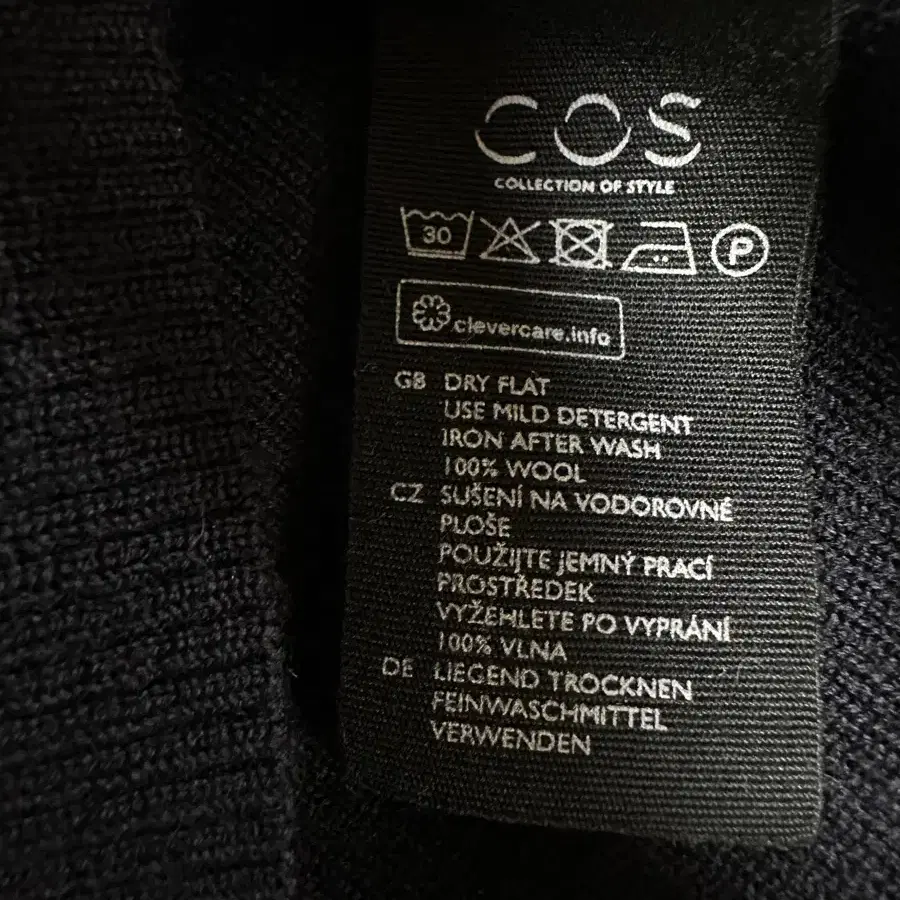 COS
COLLECTION OF STYLE
30 P
clevercare.info
GB DRY FLAT
USE MILD DETERGENT
IRON AFTER WASH
100% WOOL
CZ SUŠENÍ NA VODOROVNÉ
PLOŠE
POUŽIJTE JEMNÝ PRACÍ
PROSTŘEDEK
VYŽEHLETE PO VYPRÁNÍ
100% VLNA
DE LIEGEND TROCKNEN
FEINWASCHMITTEL
VERWENDEN